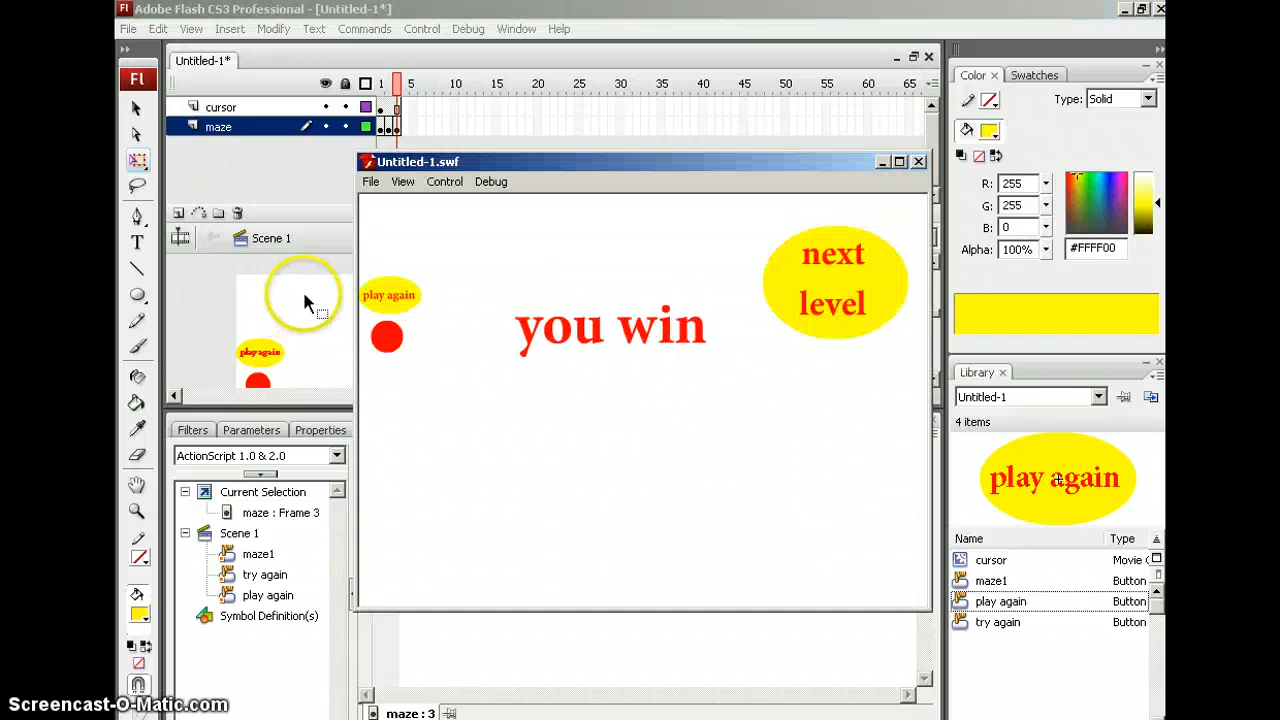 Adobe Flash CS3 Professional - [Untitled-1*]
File Edit View Insert Modify Text Commands Control Debug Window Help
Untitled-1*
1 5 10 15 20 25 30 35 40 45 50 55 60 65
cursor
maze
Scene 1
play again
Untitled-1.swf
File View Control Debug
play again
you win
next
level
Filters Parameters Properties
ActionScript 1.0 & 2.0
Current Selection
maze : Frame 3
Scene 1
maze1
try again
play again
Symbol Definition(s)
maze : 3
Fl
Color Swatches
Type: Solid
R: 255
G: 255
B: 0
Alpha: 100% #FFFF00
Library
Untitled-1
4 items
play again
Name Type
cursor Movie
maze1 Button
play again Button
try again Button
Screencast-O-Matic.com